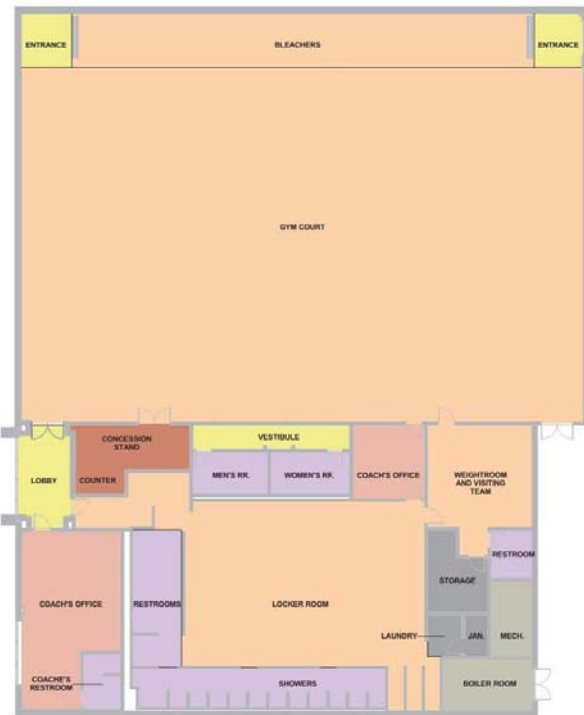 ENTRANCE
BLEACHERS
ENTRANCE
GYM COURT
CONCESSION
STAND
VESTIBULE
LOBBY
COUNTER
MEN'S RR.
WOMEN'S RR.
COACH'S OFFICE
WEIGHTROOM
AND VISITING
TEAM
RESTROOM
STORAGE
COACH'S OFFICE
RESTROOMS
LOCKER ROOM
LAUNDRY
JAN.
MECH.
COACHE'S
RESTROOM
SHOWERS
BOILER ROOM